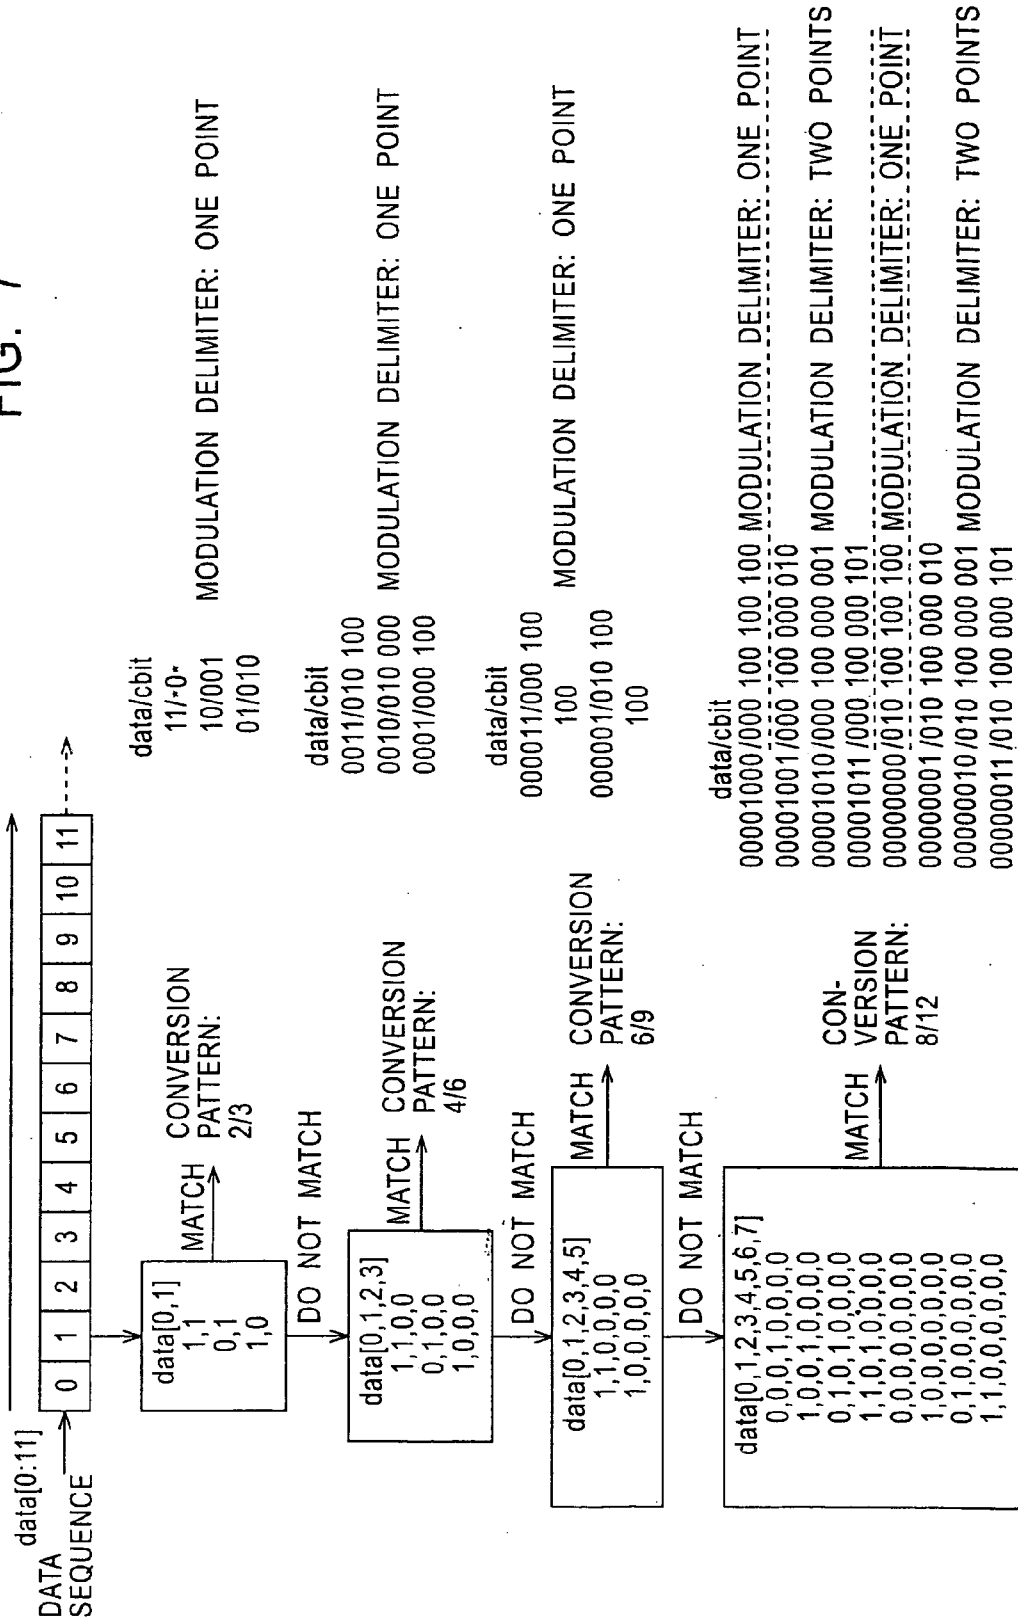 FIG. 7
data[0:11]
DATA
SEQUENCE
0 1 2 3 4 5 6 7 8 9 10 11
data[0,1]
1,1
0,1
1,0
MATCH
CONVERSION
PATTERN:
2/3
data/cbit
11/*0*
10/001
01/010
MODULATION DELIMITER: ONE POINT
DO NOT MATCH
data[0,1,2,3]
1,1,0,0
0,1,0,0
1,0,0,0
MATCH
CONVERSION
PATTERN:
4/6
data/cbit
0011/010 100
0010/010 000
0001/000 100
MODULATION DELIMITER: ONE POINT
DO NOT MATCH
data[0,1,2,3,4,5]
1,1,0,0,0,0
1,0,0,0,0,0
MATCH
CONVERSION
PATTERN:
6/9
data/cbit
000011/000 100
100
000001/010 100
100
MODULATION DELIMITER: ONE POINT
DO NOT MATCH
data[0,1,2,3,4,5,6,7]
0,0,0,1,0,0,0,0
1,0,0,1,0,0,0,0
0,1,0,1,0,0,0,0
1,1,0,1,0,0,0,0
0,0,0,0,0,0,0,0
1,0,0,0,0,0,0,0
0,1,0,0,0,0,0,0
1,1,0,0,0,0,0,0
MATCH
CON-
VERSION
PATTERN:
8/12
data/cbit
00001000/000 100 100 100 MODULATION DELIMITER: ONE POINT
00001001/000 100 000 010
00001010/000 100 000 001 MODULATION DELIMITER: TWO POINTS
00001011/000 100 000 101
00000000/010 100 100 100 MODULATION DELIMITER: ONE POINT
00000001/010 100 000 010
00000010/010 100 000 001 MODULATION DELIMITER: TWO POINTS
00000011/010 100 000 101